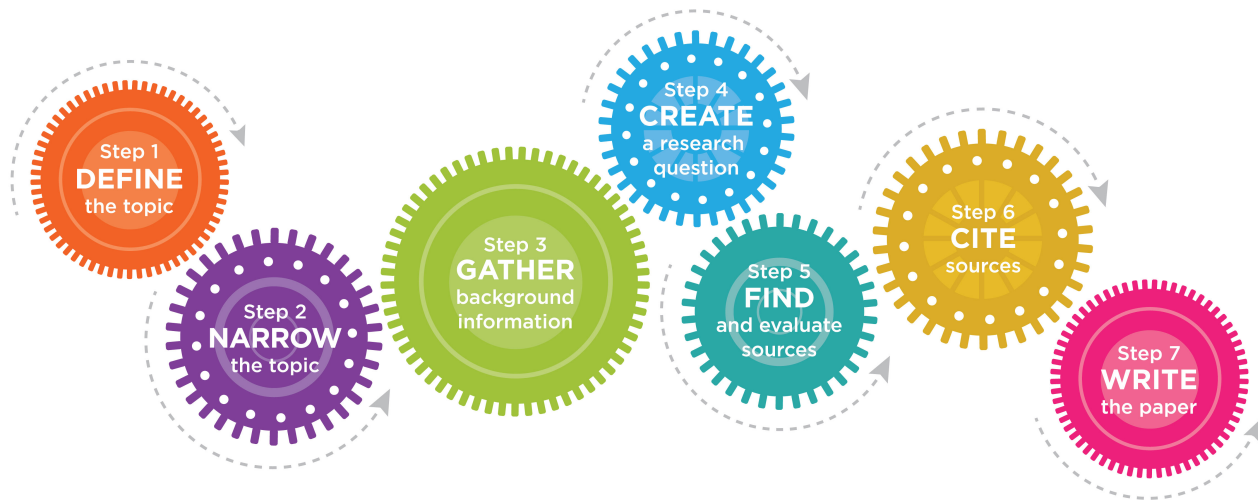 Step 1
DEFINE
the topic
Step 2
NARROW
the topic
Step 3
GATHER
background
information
Step 4
CREATE
a research
question
Step 5
FIND
and evaluate
sources
Step 6
CITE
sources
Step 7
WRITE
the paper